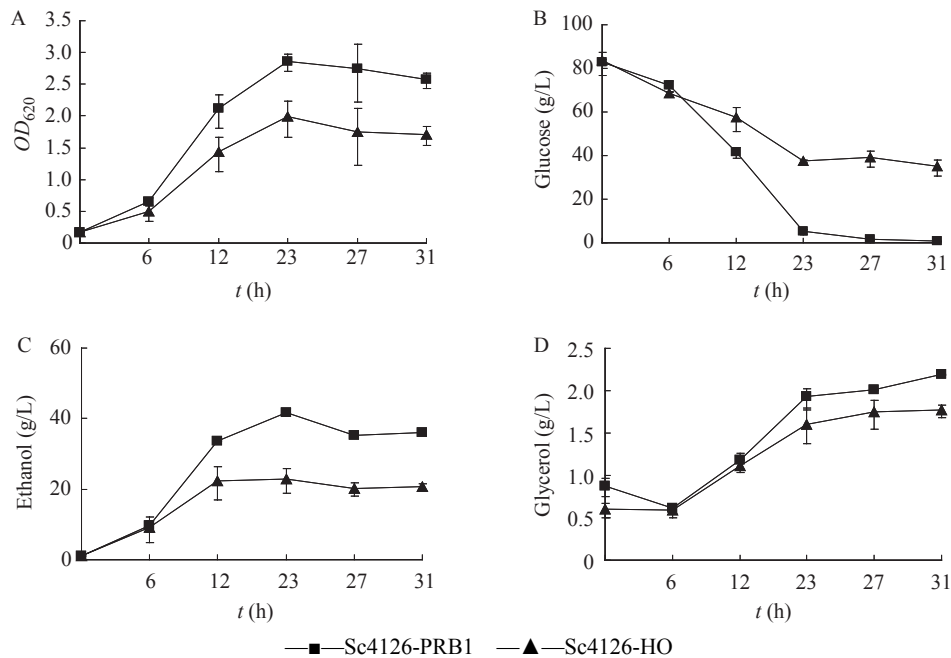 A
3.5
3.0
2.5
2.0
1.5
1.0
0.5
0
OD620
6 12 23 27 31
t (h)
B
100
80
60
40
20
0
Glucose (g/L)
6 12 23 27 31
t (h)
C
60
40
20
0
Ethanol (g/L)
6 12 23 27 31
t (h)
D
2.5
2.0
1.5
1.0
0.5
0
Glycerol (g/L)
6 12 23 27 31
t (h)
Sc4126-PRB1 Sc4126-HO